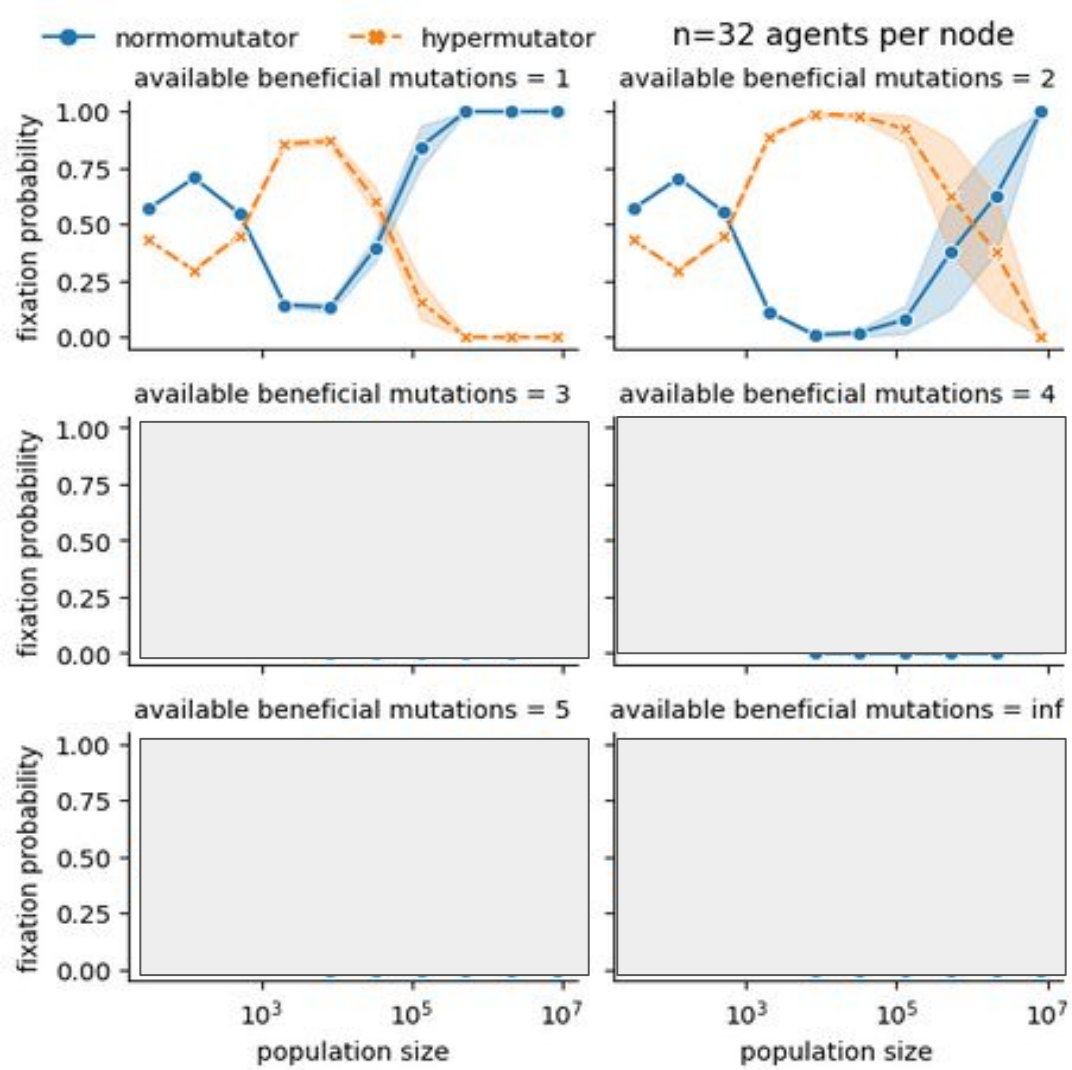 normomutator hypermutator n=32 agents per node
available beneficial mutations = 1 available beneficial mutations = 2
1.00
0.75
0.50
0.25
0.00
fixation probability
available beneficial mutations = 3 available beneficial mutations = 4
1.00
0.75
0.50
0.25
0.00
fixation probability
available beneficial mutations = 5 available beneficial mutations = inf
1.00
0.75
0.50
0.25
0.00
fixation probability
10³ 10⁵ 10⁷ 10³ 10⁵ 10⁷
population size population size